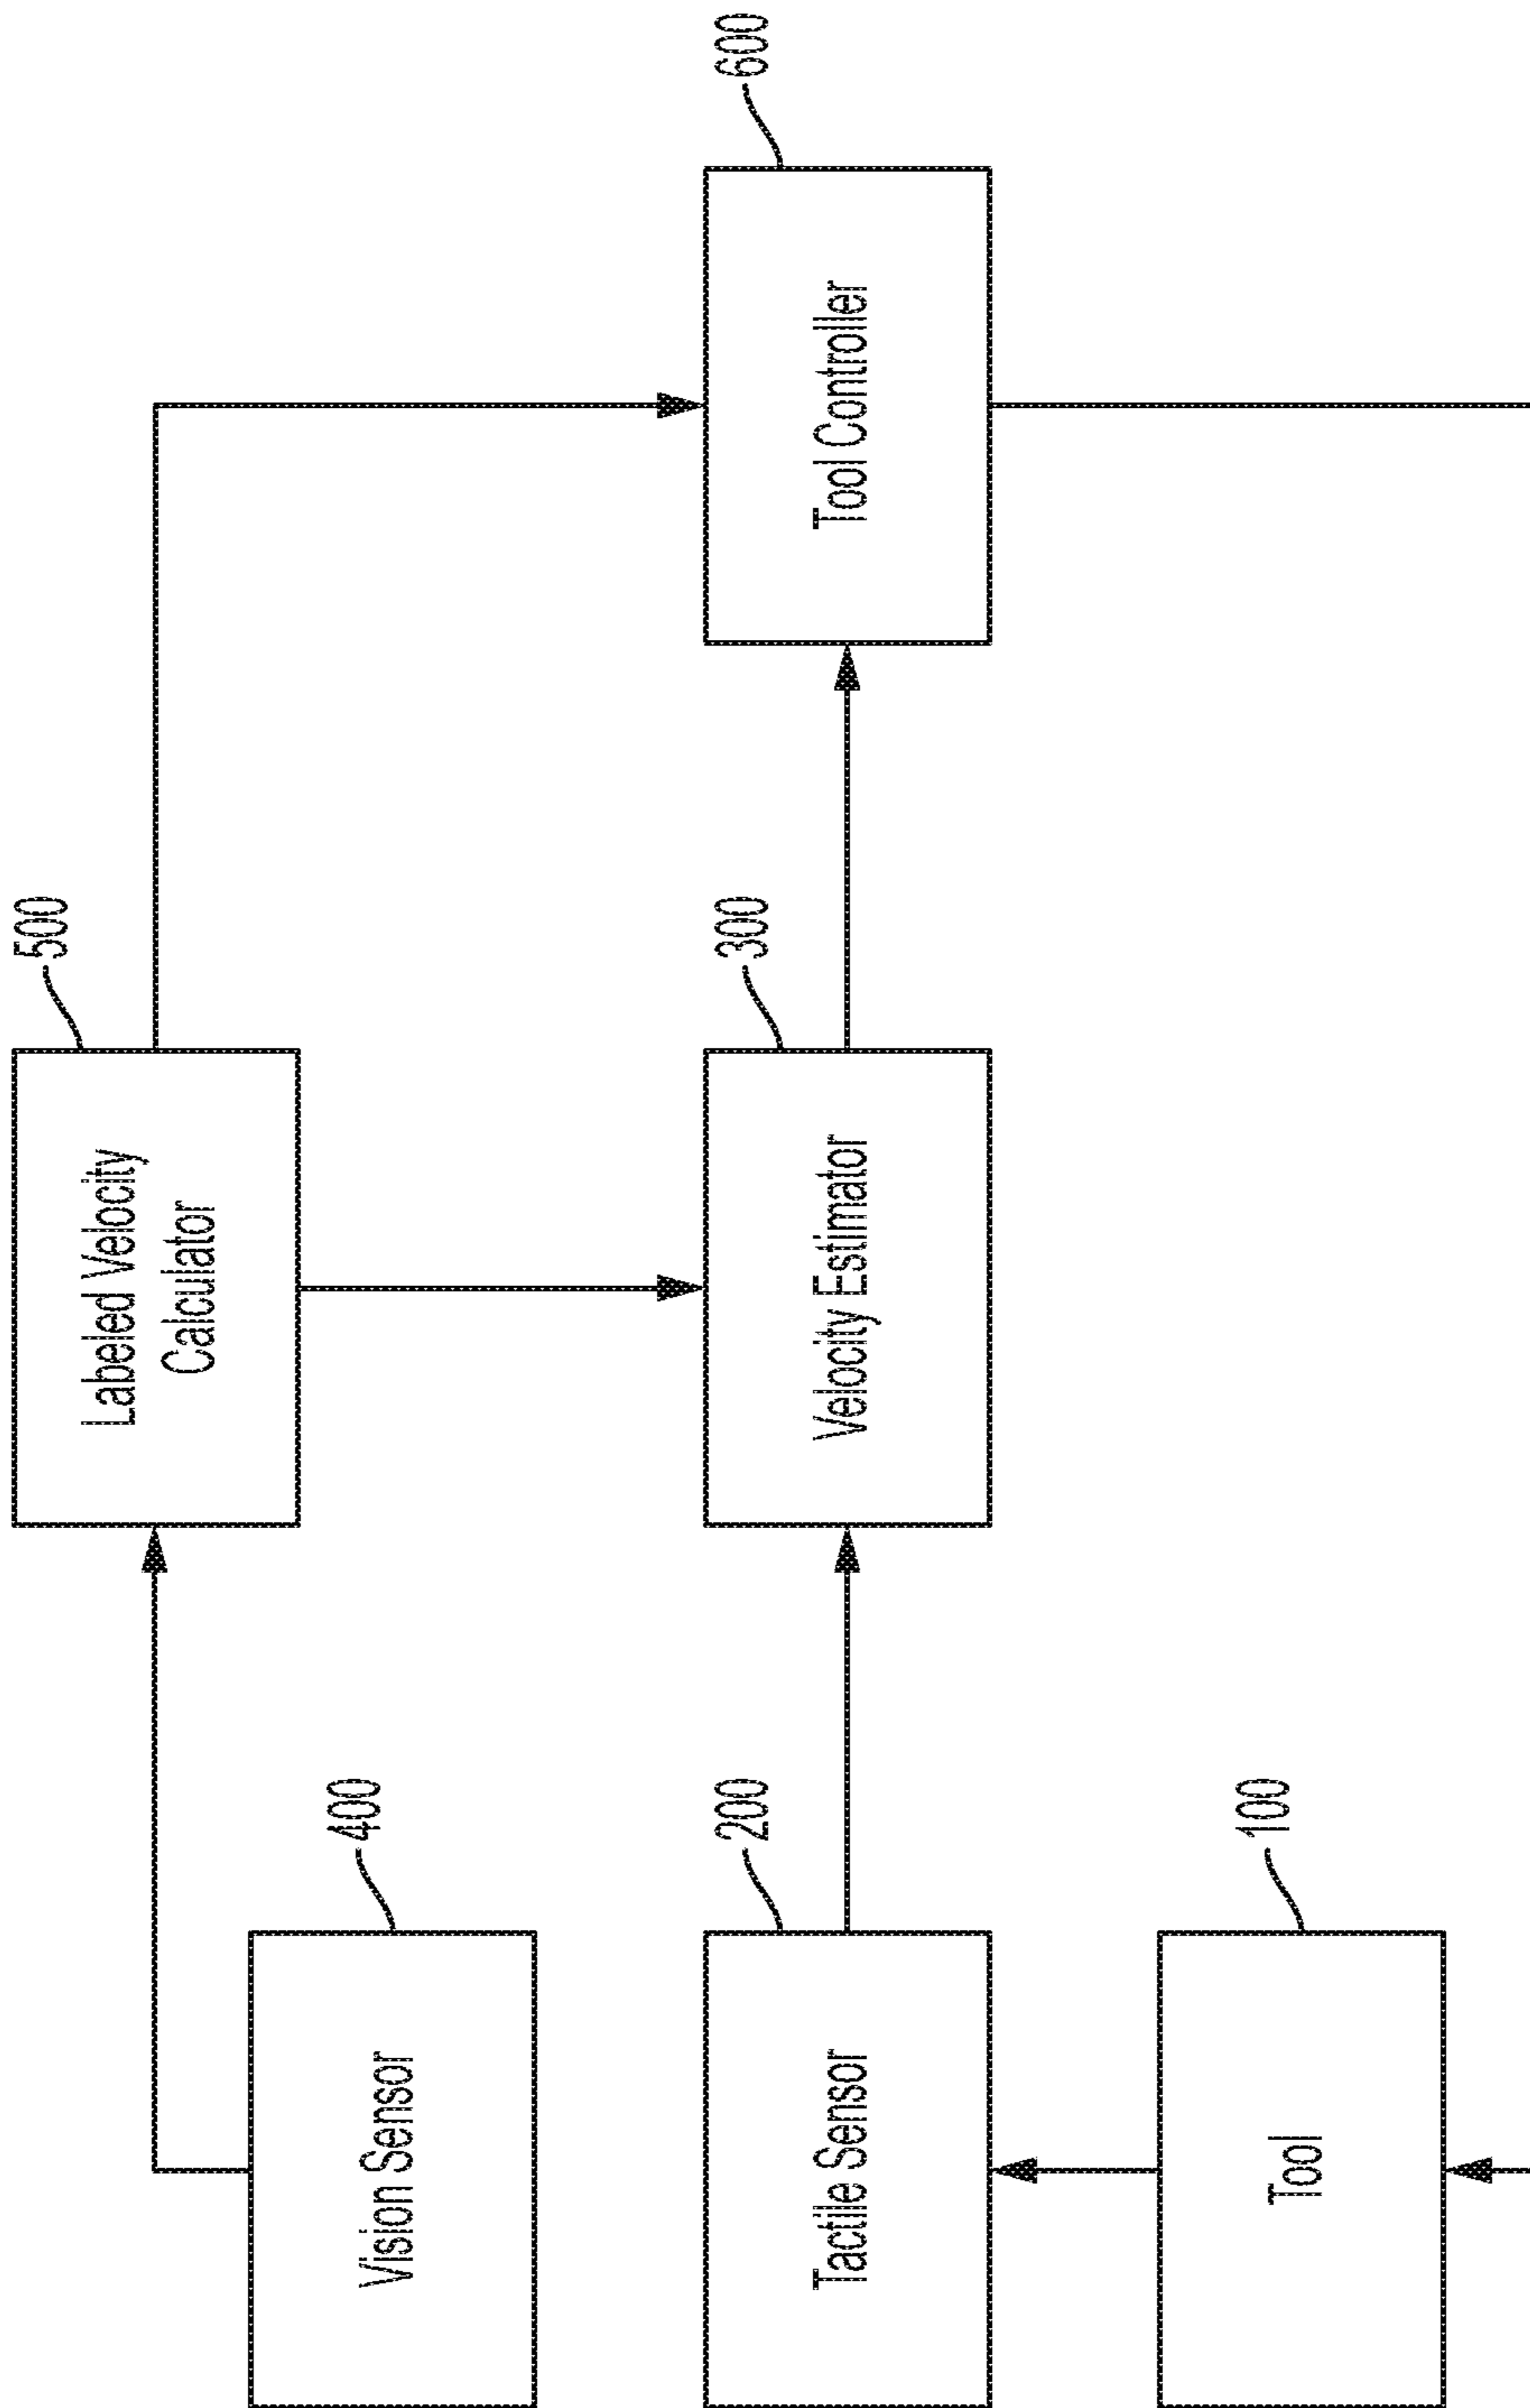 500
Labeled Velocity
Calculator
400
Vision Sensor
600
Tool Controller
300
Velocity Estimator
200
Tactile Sensor
100
Tool